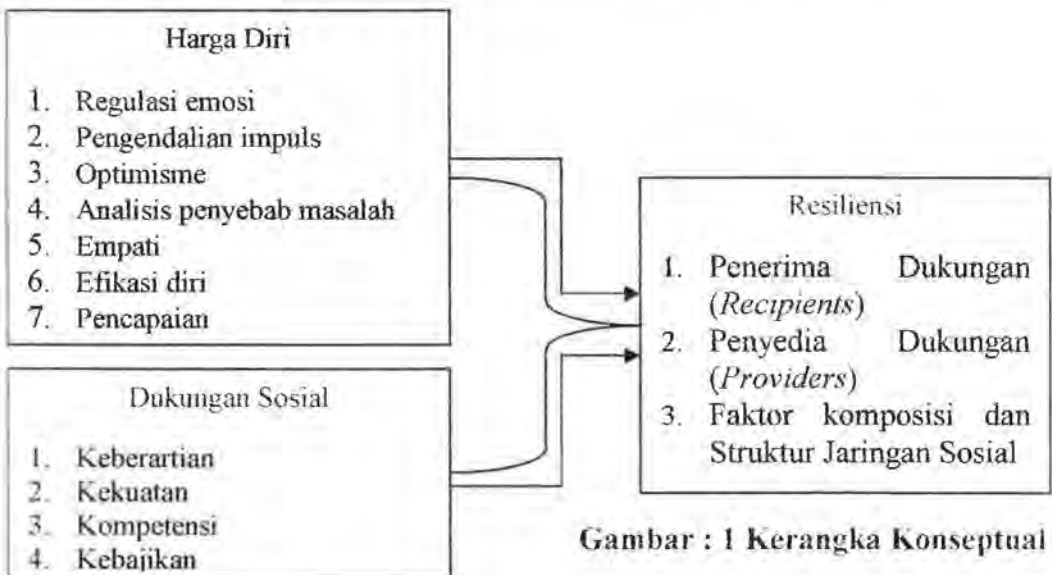 Harga Diri
1. Regulasi emosi
2. Pengendalian impuls
3. Optimisme
4. Analisis penyebab masalah
5. Empati
6. Efikasi diri
7. Pencapaian
Dukungan Sosial
1. Keberartian
2. Kekuatan
3. Kompetensi
4. Kebajikan
Resiliensi
1. Penerima Dukungan
(Recipients)
2. Penyedia Dukungan
(Providers)
3. Faktor komposisi dan
Struktur Jaringan Sosial
Gambar : 1 Kerangka Konseptual